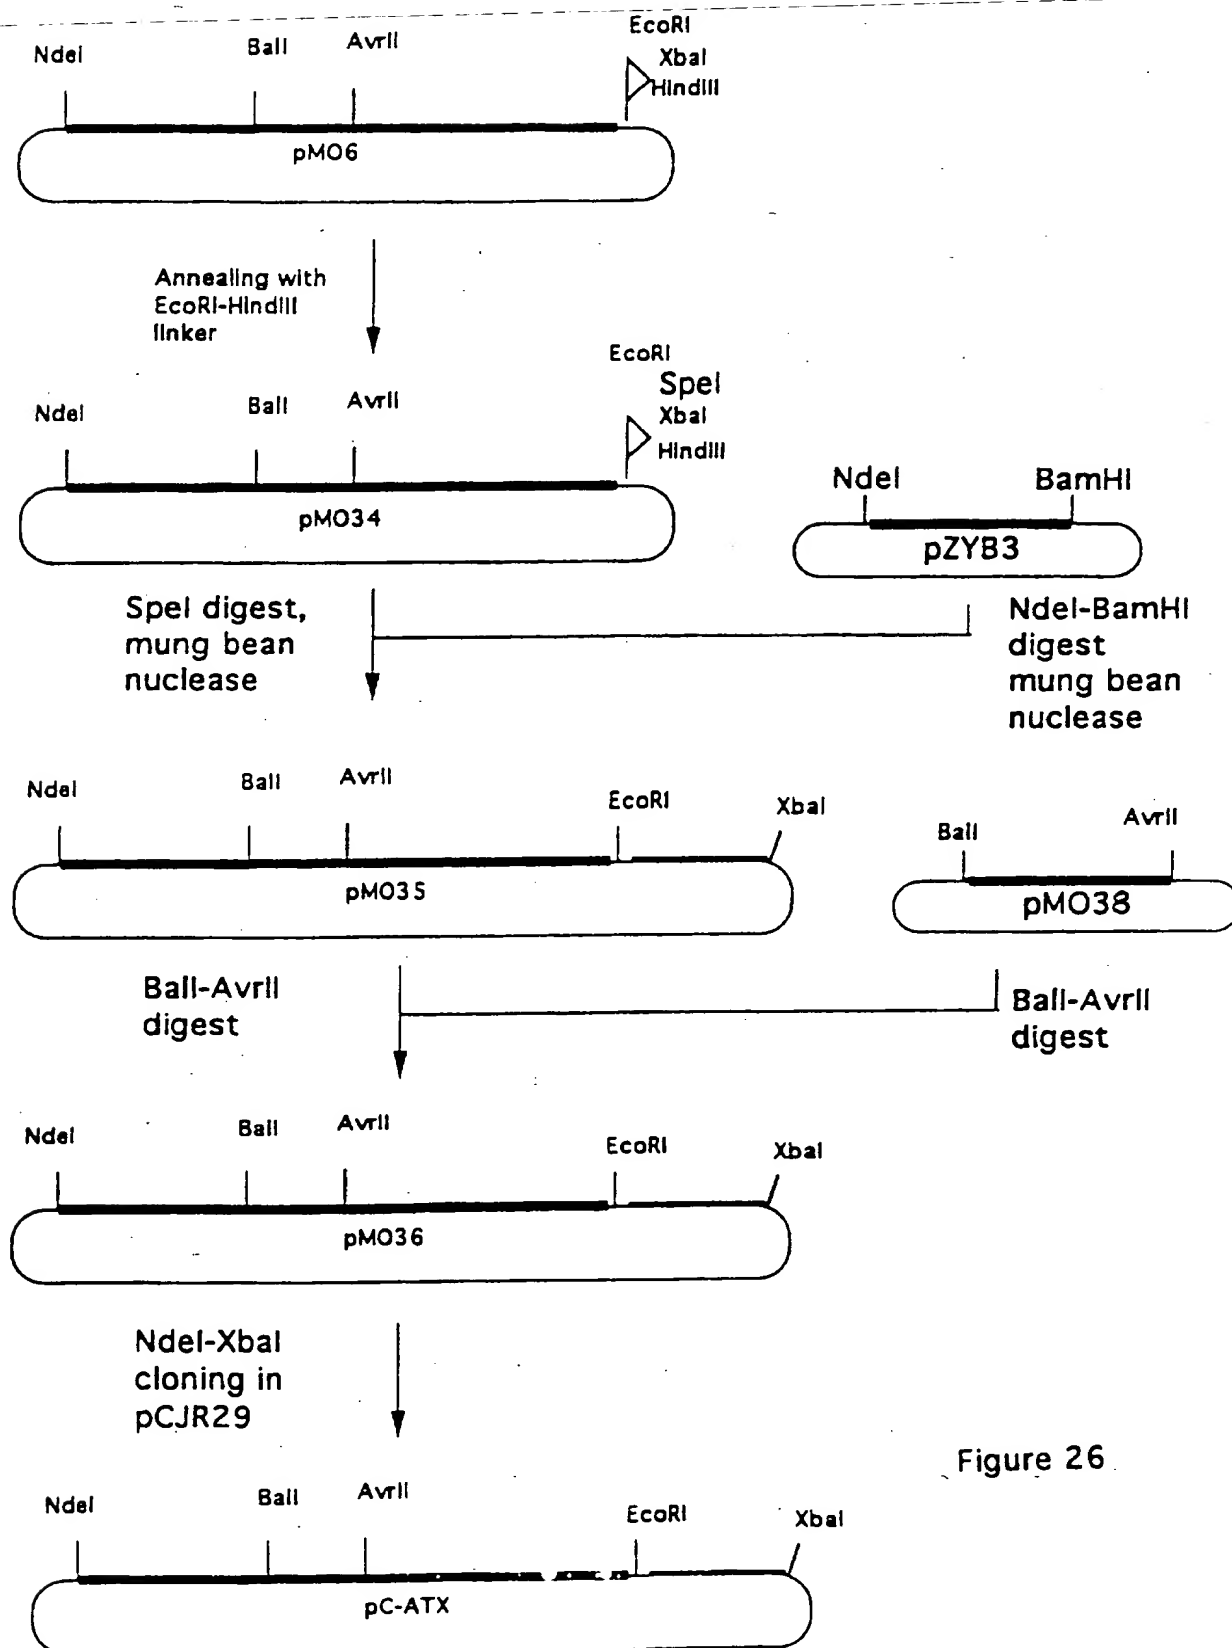 EcoRI
NdeI
BalI
AvrII
XbaI
HindIII
pMO6
Annealing with
EcoRI-HindIII
linker
EcoRI
SpeI
NdeI
BalI
AvrII
XbaI
HindIII
pMO34
NdeI
BamHI
pZYB3
SpeI digest,
mung bean
nuclease
NdeI-BamHI
digest
mung bean
nuclease
NdeI
BalI
AvrII
EcoRI
XbaI
pMO35
BalI
AvrII
pMO38
BalI-AvrII
digest
BalI-AvrII
digest
NdeI
BalI
AvrII
EcoRI
XbaI
pMO36
NdeI-XbaI
cloning in
pCJR29
Figure 26
NdeI
BalI
AvrII
EcoRI
XbaI
pC-ATX